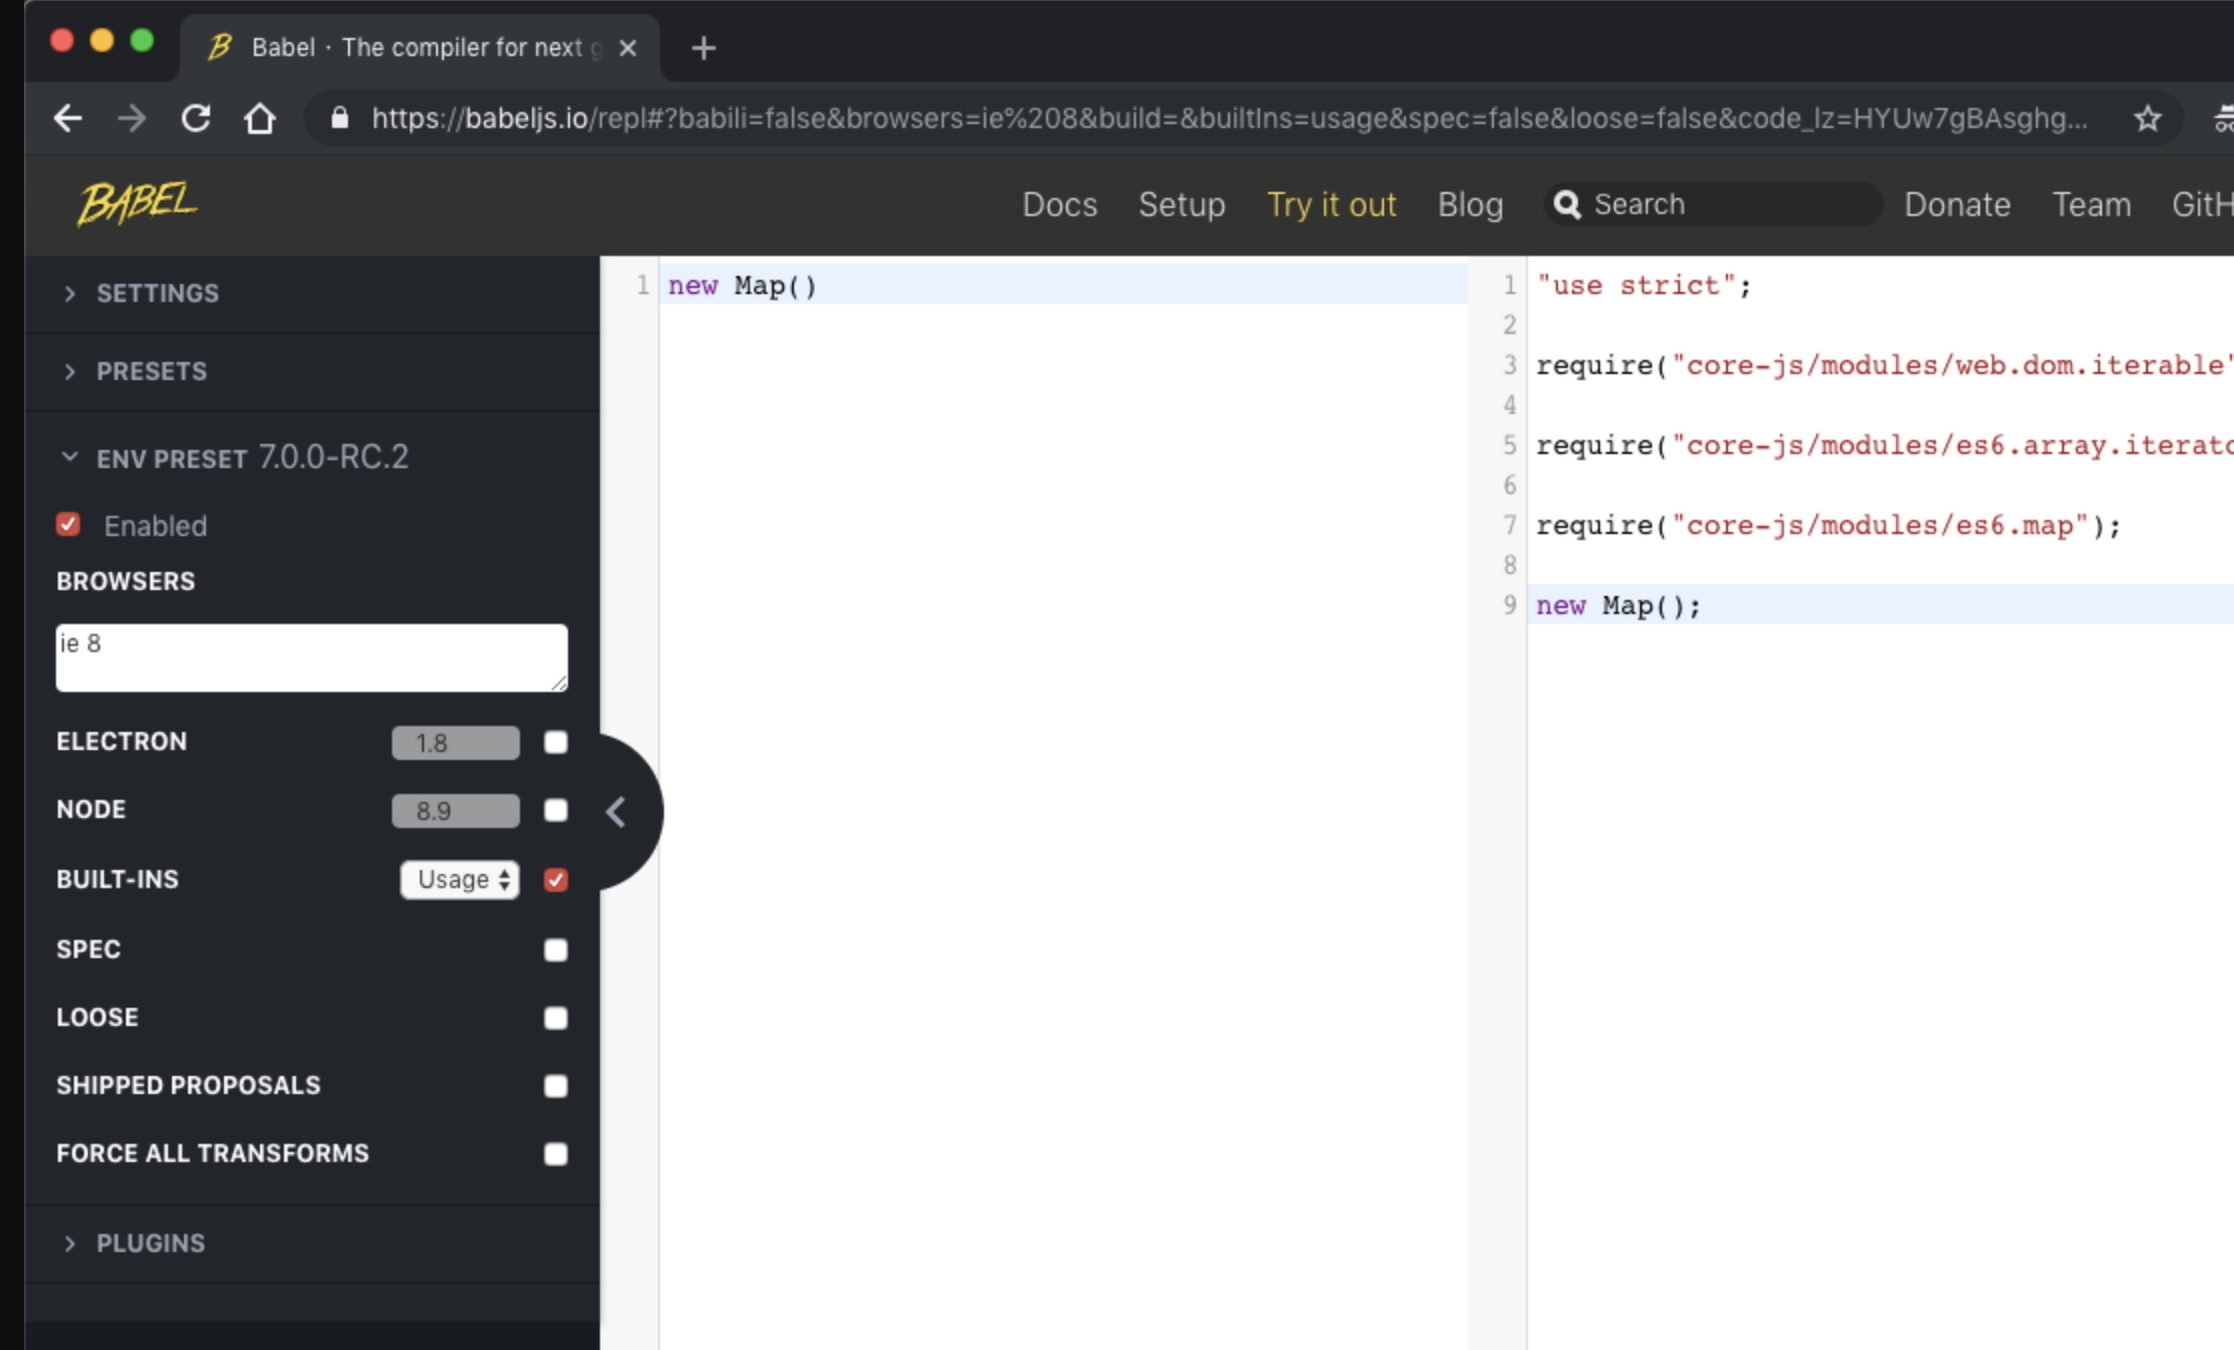 Babel · The compiler for next g
https://babeljs.io/repl#?babili=false&browsers=ie%208&build=&builtIns=usage&spec=false&loose=false&code_lz=HYUw7gBAsghg...
BABEL
Docs Setup Try it out Blog Search Donate Team GitH
SETTINGS
PRESETS
ENV PRESET 7.0.0-RC.2
Enabled
BROWSERS
ie 8
ELECTRON 1.8
NODE 8.9
BUILT-INS Usage
SPEC
LOOSE
SHIPPED PROPOSALS
FORCE ALL TRANSFORMS
PLUGINS
1 new Map()
1 "use strict";
2
3 require("core-js/modules/web.dom.iterable"
4
5 require("core-js/modules/es6.array.iterato
6
7 require("core-js/modules/es6.map");
8
9 new Map();